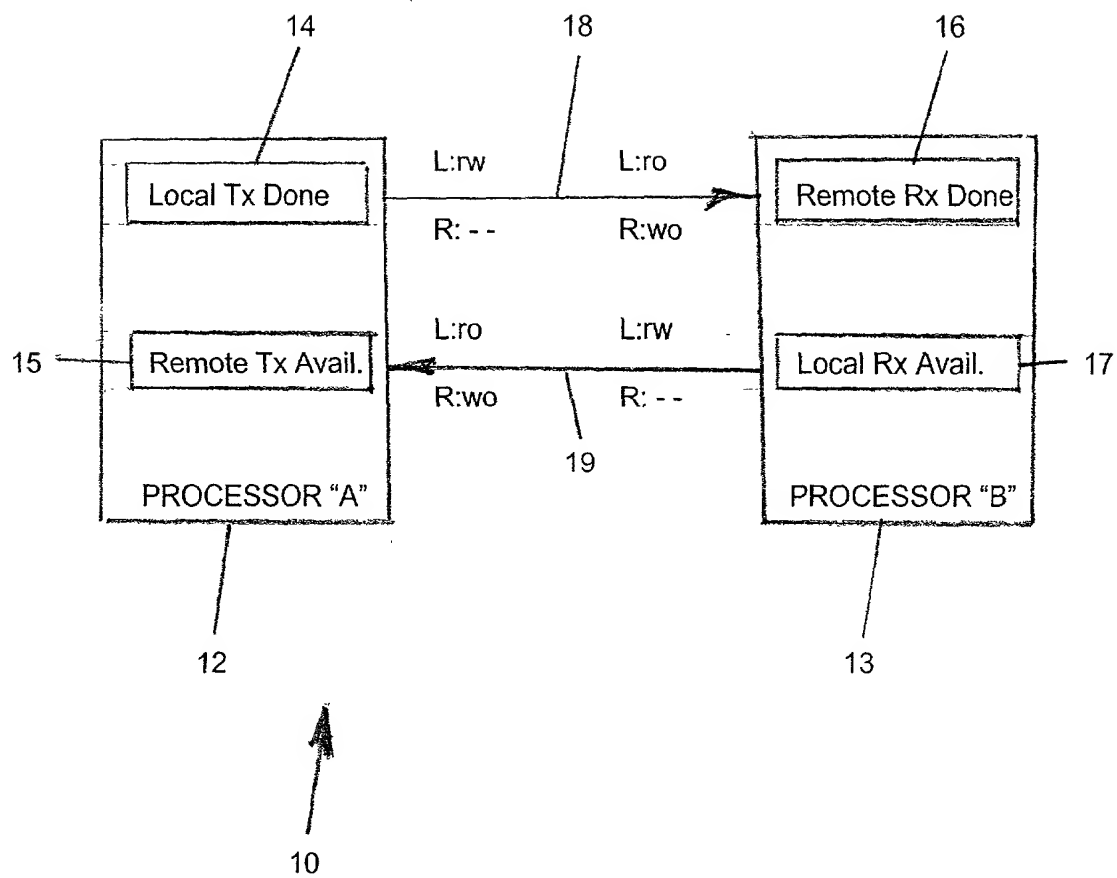 14 18 16
L:rw L:ro
Local Tx Done Remote Rx Done
R: - - R:wo
L:ro L:rw
15 Remote Tx Avail. Local Rx Avail. 17
R:wo R: - -
19
PROCESSOR “A” PROCESSOR “B”
12 13
10